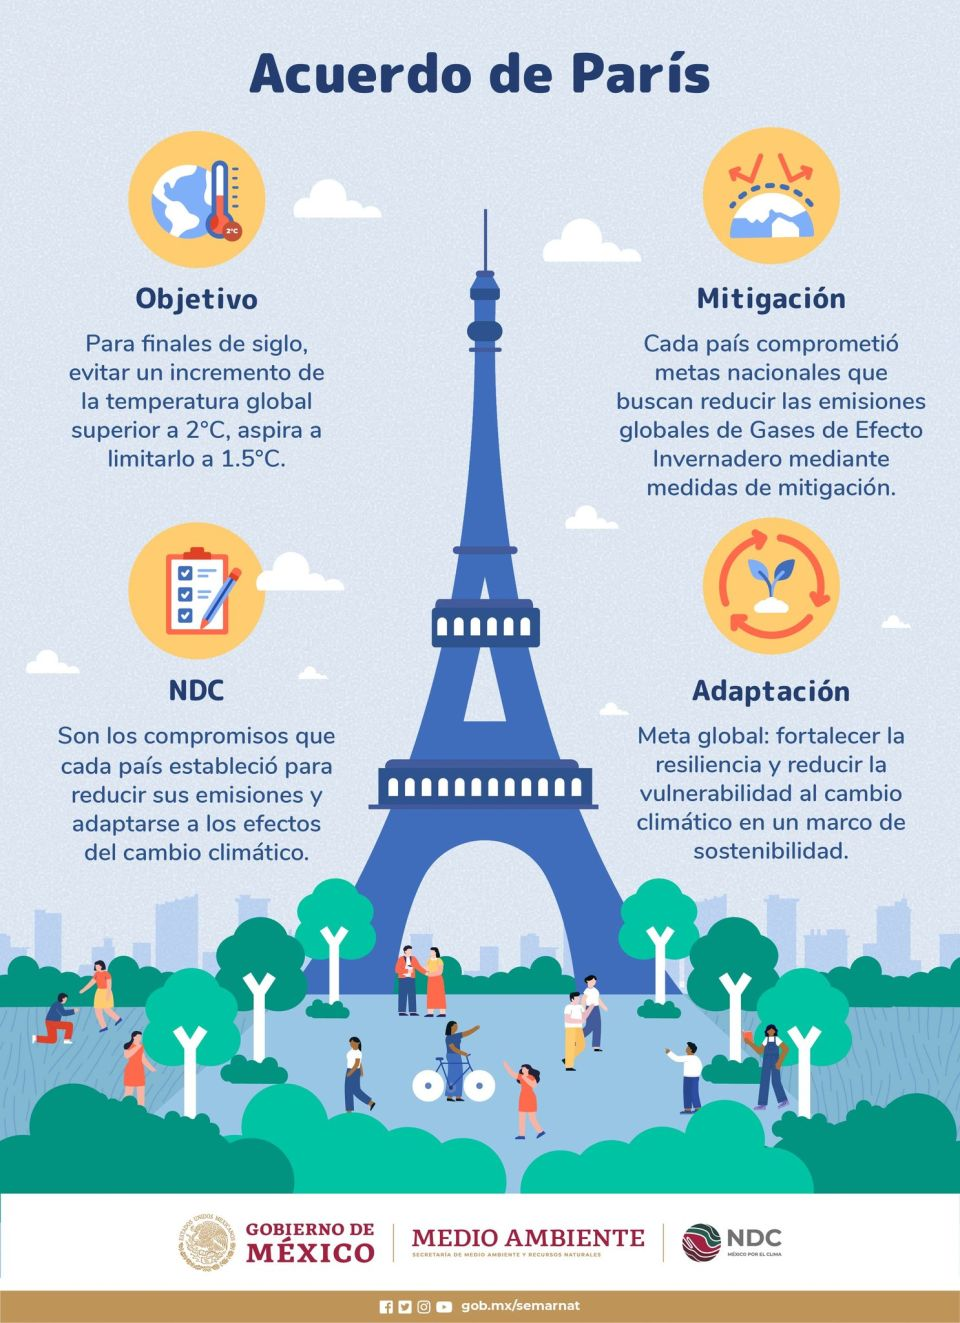 Acuerdo de París
2°C
Objetivo
Para finales de siglo,
evitar un incremento de
la temperatura global
superior a 2°C, aspira a
limitarlo a 1.5°C.
Mitigación
Cada país comprometió
metas nacionales que
buscan reducir las emisiones
globales de Gases de Efecto
Invernadero mediante
medidas de mitigación.
NDC
Son los compromisos que
cada país estableció para
reducir sus emisiones y
adaptarse a los efectos
del cambio climático.
Adaptación
Meta global: fortalecer la
resiliencia y reducir la
vulnerabilidad al cambio
climático en un marco de
sostenibilidad.
ESTADOS UNIDOS MEXICANOS
GOBIERNO DE
MÉXICO
MEDIO AMBIENTE
SECRETARÍA DE MEDIO AMBIENTE Y RECURSOS NATURALES
NDC
MÉXICO POR EL CLIMA
gob.mx/semarnat